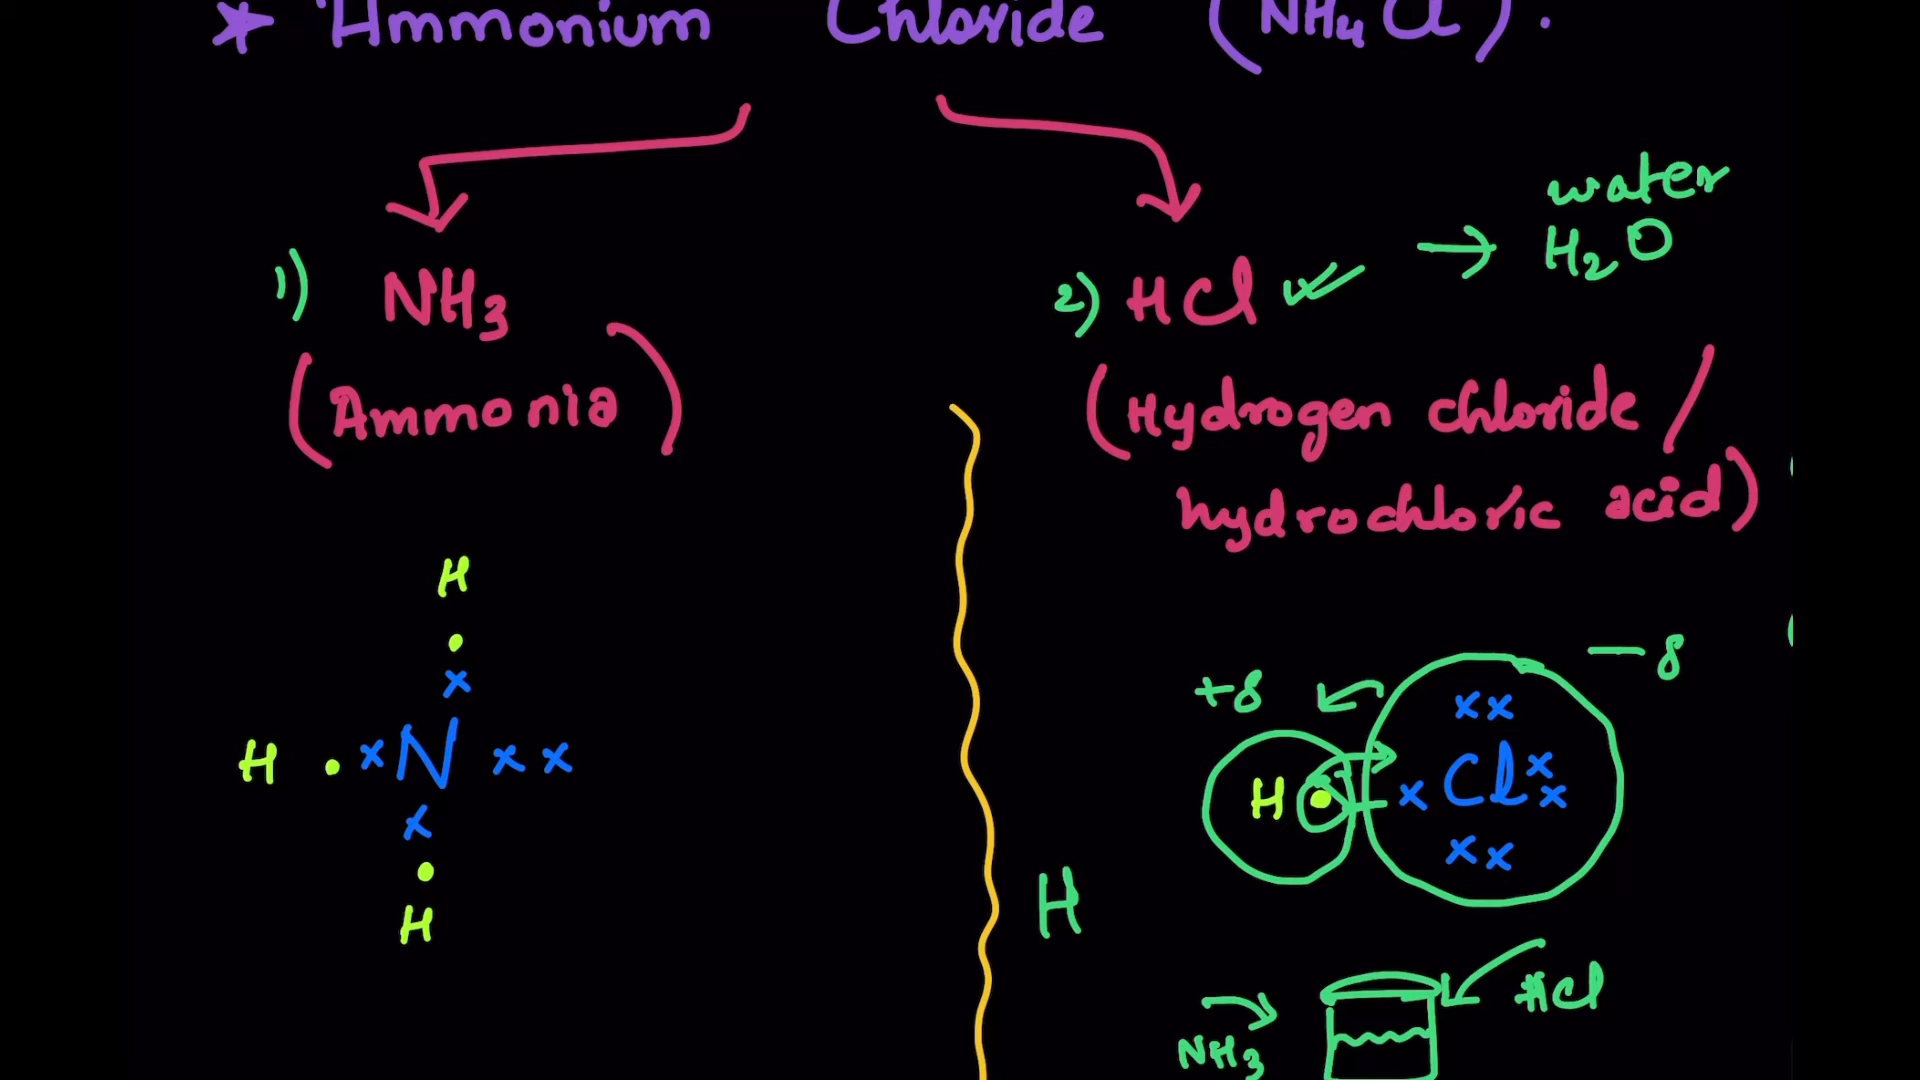 * Ammonium Chloride (NH4Cl).
water
H2O
1) NH3
2) HCl
(Ammonia)
(Hydrogen chloride /
hydrochloric acid)
H
x
H . x N x x
x
H
+δ
-δ
H
x x
x Cl x x
x x
H
HCl
NH3